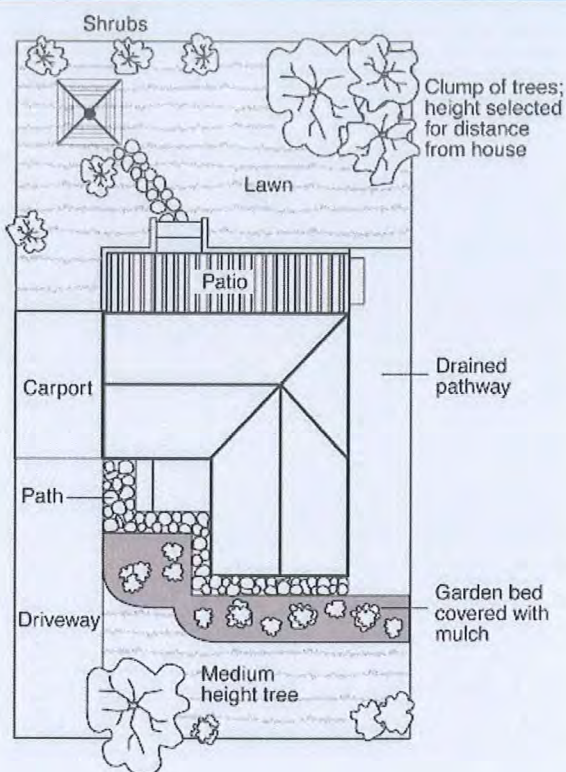 Shrubs
Clump of trees;
height selected
for distance
from house
Lawn
Patio
Carport
Drained
pathway
Path
Driveway
Garden bed
covered with
mulch
Medium
height tree